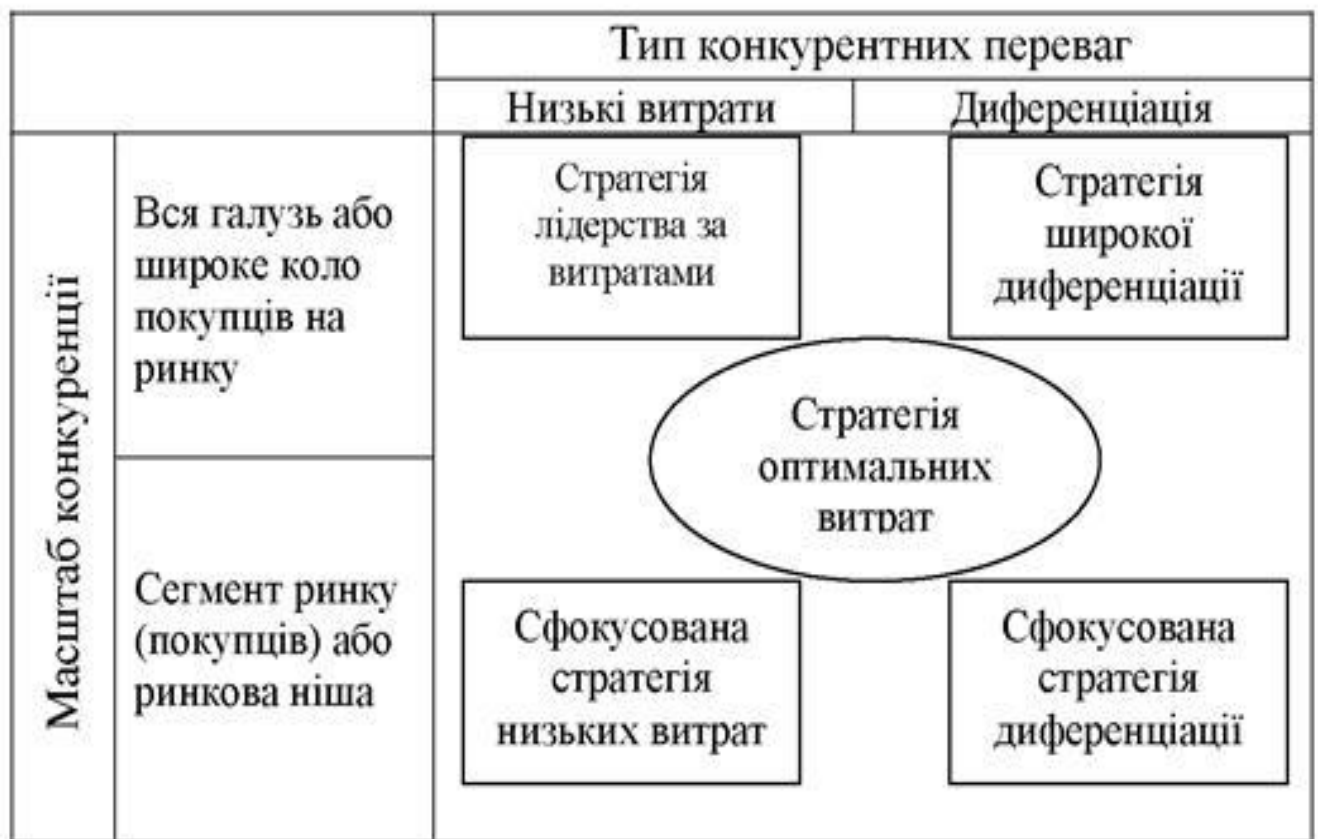 Тип конкурентних переваг
Низькі витрати
Диференціація
Масштаб конкуренції
Вся галузь або
широке коло
покупців на
ринку
Стратегія
лідерства за
витратами
Стратегія
широкої
диференціації
Стратегія
оптимальних
витрат
Сегмент ринку
(покупців) або
ринкова ніша
Сфокусована
стратегія
низьких витрат
Сфокусована
стратегія
диференціації